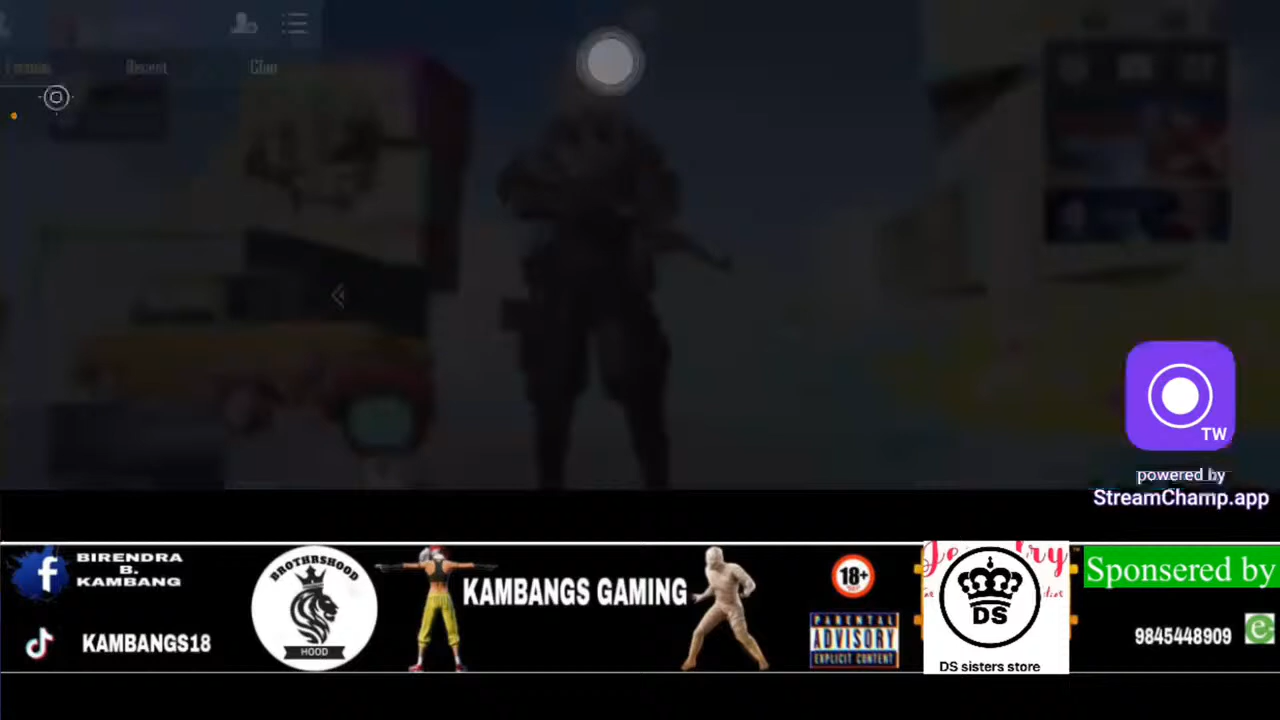 Recent
Clan
TW
powered by
StreamChamp.app
BIRENDRA
B.
KAMBANG
KAMBANGS18
BROTHRSHOOD
HOOD
KAMBANGS GAMING
18+
PARENTAL
ADVISORY
EXPLICIT CONTENT
DS
DS sisters store
Sponsered by
9845448909